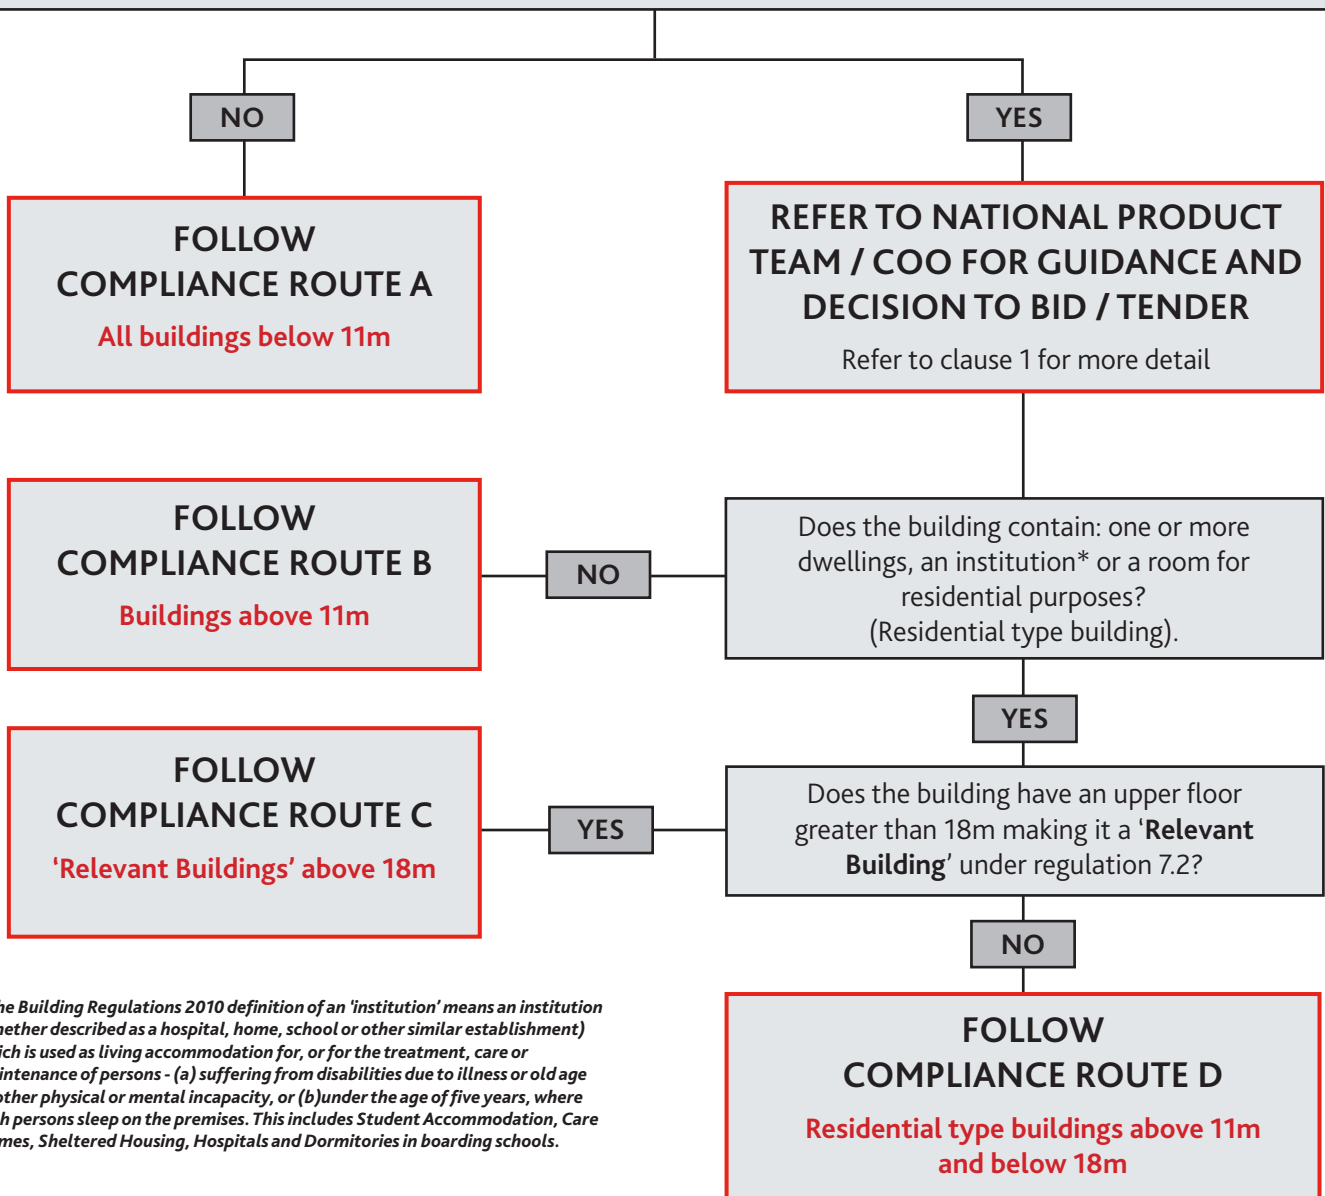 NO
YES
FOLLOW
COMPLIANCE ROUTE A
All buildings below 11m
REFER TO NATIONAL PRODUCT
TEAM / COO FOR GUIDANCE AND
DECISION TO BID / TENDER
Refer to clause 1 for more detail
FOLLOW
COMPLIANCE ROUTE B
Buildings above 11m
NO
Does the building contain: one or more
dwellings, an institution* or a room for
residential purposes?
(Residential type building).
YES
FOLLOW
COMPLIANCE ROUTE C
‘Relevant Buildings’ above 18m
YES
Does the building have an upper floor
greater than 18m making it a ‘Relevant
Building’ under regulation 7.2?
NO
FOLLOW
COMPLIANCE ROUTE D
Residential type buildings above 11m
and below 18m
Building Regulations 2010 definition of an ‘institution’ means an institution
described as a hospital, home, school or other similar establishment)
is used as living accommodation for, or for the treatment, care or
of persons - (a) suffering from disabilities due to illness or old age
other physical or mental incapacity, or (b)under the age of five years, where
persons sleep on the premises. This includes Student Accommodation, Care
Sheltered Housing, Hospitals and Dormitories in boarding schools.